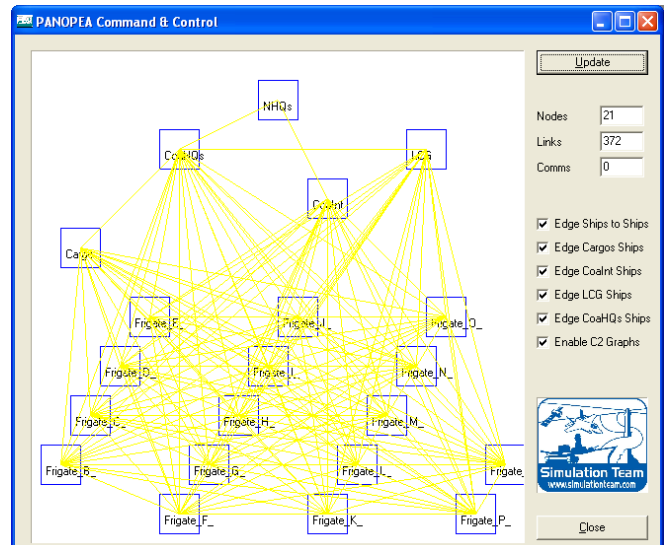 PANOPEA Command & Control
NHQs
CoaHQs
LCG
CoaInt
Cargo
Frigate_J_
Frigate_O_
Frigate_D_
Frigate_I_
Frigate_N_
Frigate_H_
Frigate_M_
Frigate_B_
Frigate_G_
Frigate_L_
Frigate_
Frigate_F_
Frigate_K_
Frigate_P_
Update
Nodes 21
Links 372
Comms 0
Edge Ships to Ships
Edge Cargos Ships
Edge CoaInt Ships
Edge LCG Ships
Edge CoaHQs Ships
Enable C2 Graphs
Simulation Team
www.simulationteam.com
Close